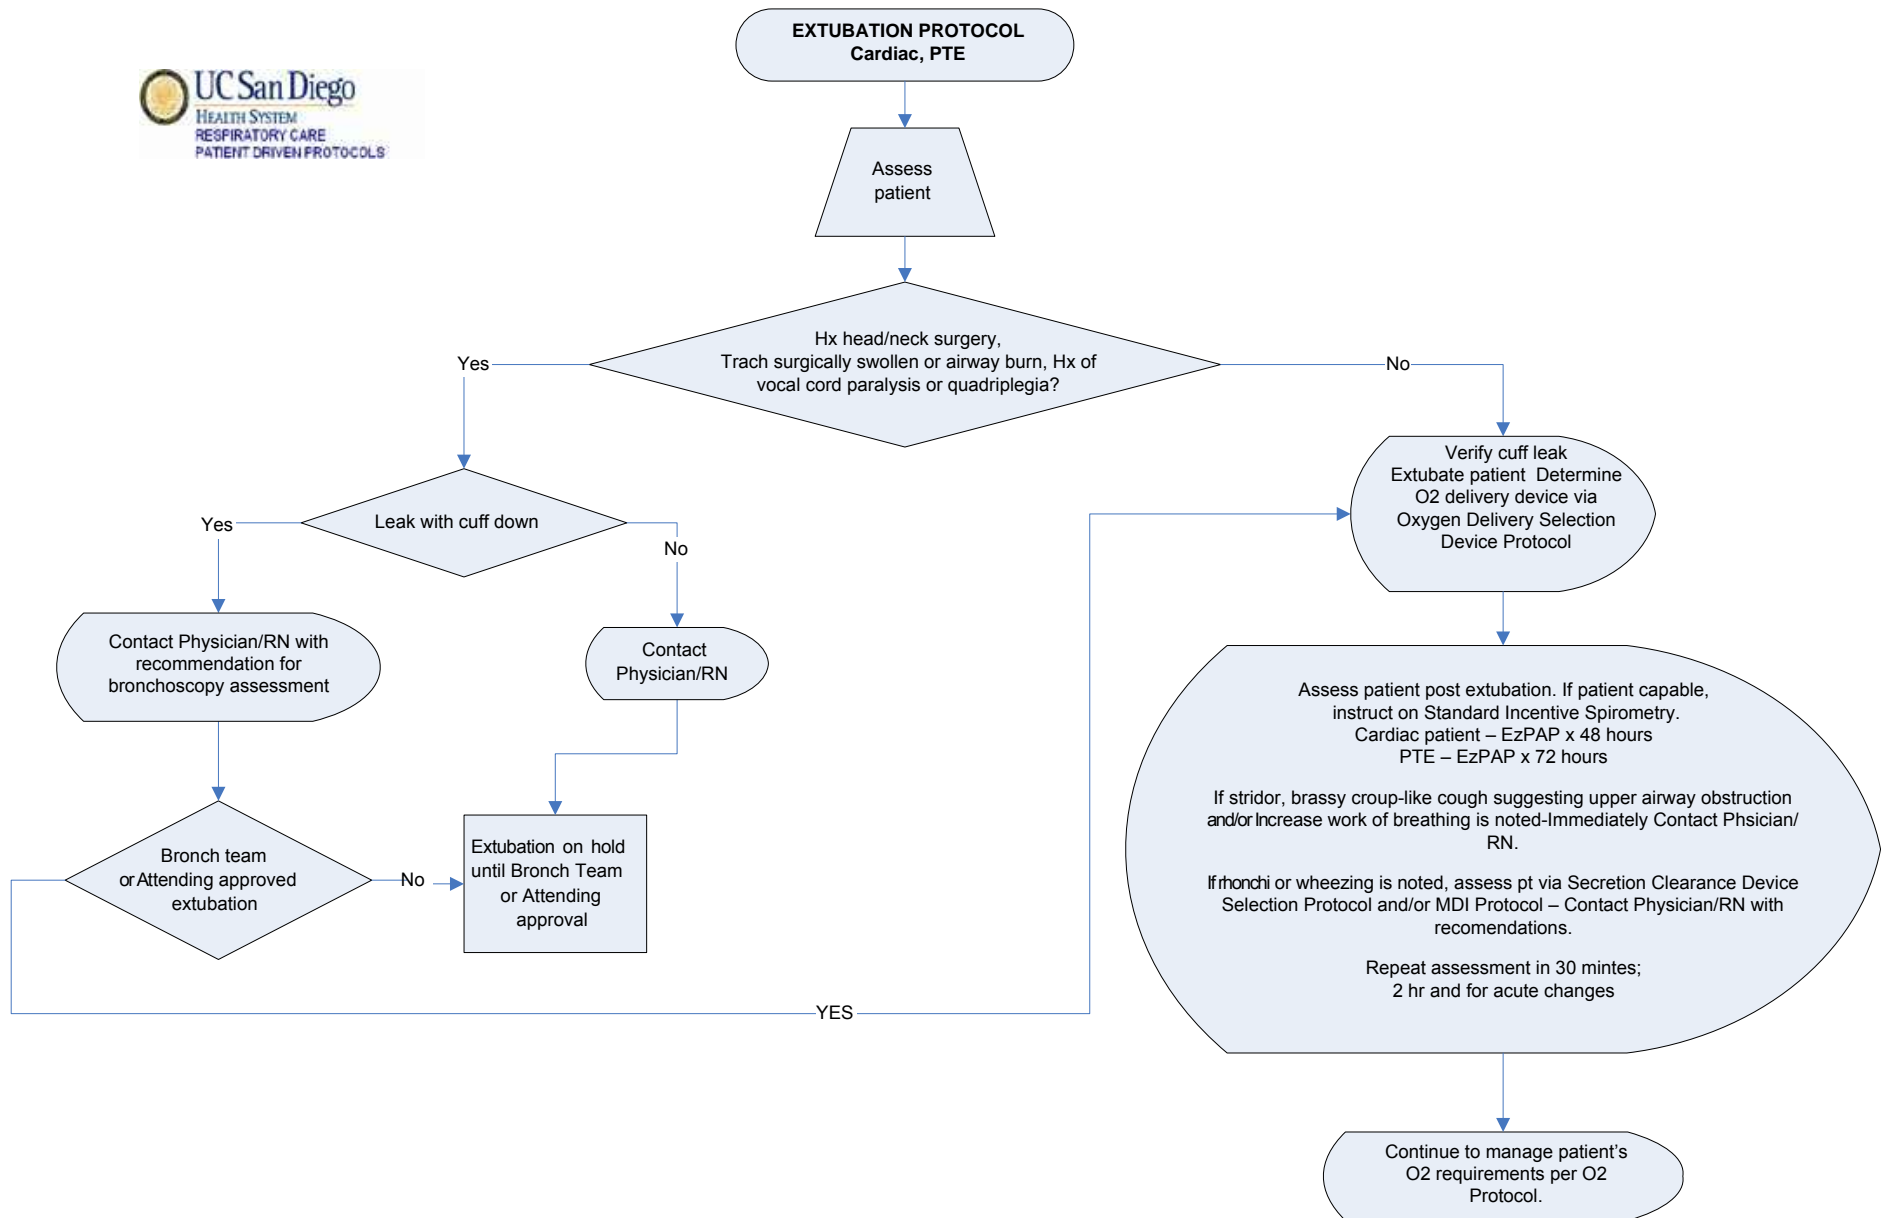 EXTUBATION PROTOCOL
Cardiac, PTE
UC San Diego
HEALTH SYSTEM
RESPIRATORY CARE
PATIENT DRIVEN PROTOCOLS
Assess
patient
Hx head/neck surgery,
Trach surgically swollen or airway burn, Hx of
vocal cord paralysis or quadriplegia?
Yes
No
Leak with cuff down
Yes
No
Contact Physician/RN with
recommendation for
bronchoscopy assessment
Contact
Physician/RN
Bronch team
or Attending approved
extubation
No
Extubation on hold
until Bronch Team
or Attending
approval
YES
Verify cuff leak
Extubate patient Determine
O2 delivery device via
Oxygen Delivery Selection
Device Protocol
Assess patient post extubation. If patient capable,
instruct on Standard Incentive Spirometry.
Cardiac patient – EzPAP x 48 hours
PTE – EzPAP x 72 hours
If stridor, brassy croup-like cough suggesting upper airway obstruction
and/or Increase work of breathing is noted-Immediately Contact Phsician/
RN.
If rhonchi or wheezing is noted, assess pt via Secretion Clearance Device
Selection Protocol and/or MDI Protocol – Contact Physician/RN with
recomendations.
Repeat assessment in 30 mintes;
2 hr and for acute changes
Continue to manage patient's
O2 requirements per O2
Protocol.